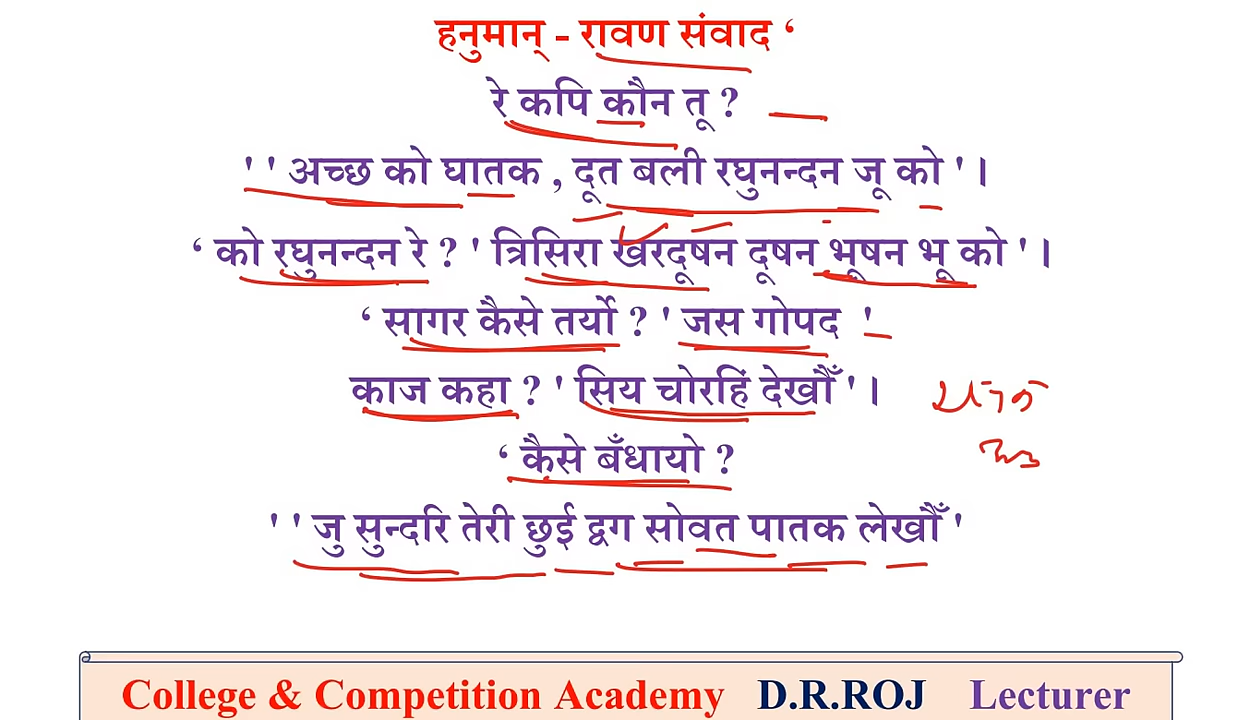 हनुमान् - रावण संवाद ‘
रे कपि कौन तू ?
' ' अच्छ को घातक , दूत बली रघुनन्दन जू को ' ।
‘ को रघुनन्दन रे ? ' त्रिसिरा खरदूषन दूषन भूषन भू को ' ।
‘ सागर कैसे तर्यो ? ' जस गोपद '
काज कहा ? ' सिय चोरहिं देखौँ ' ।
‘ कैसे बँधायो ?
' ' जु सुन्दरि तेरी छुई द्वग सोवत पातक लेखौँ '
College & Competition Academy D.R.ROJ Lecturer